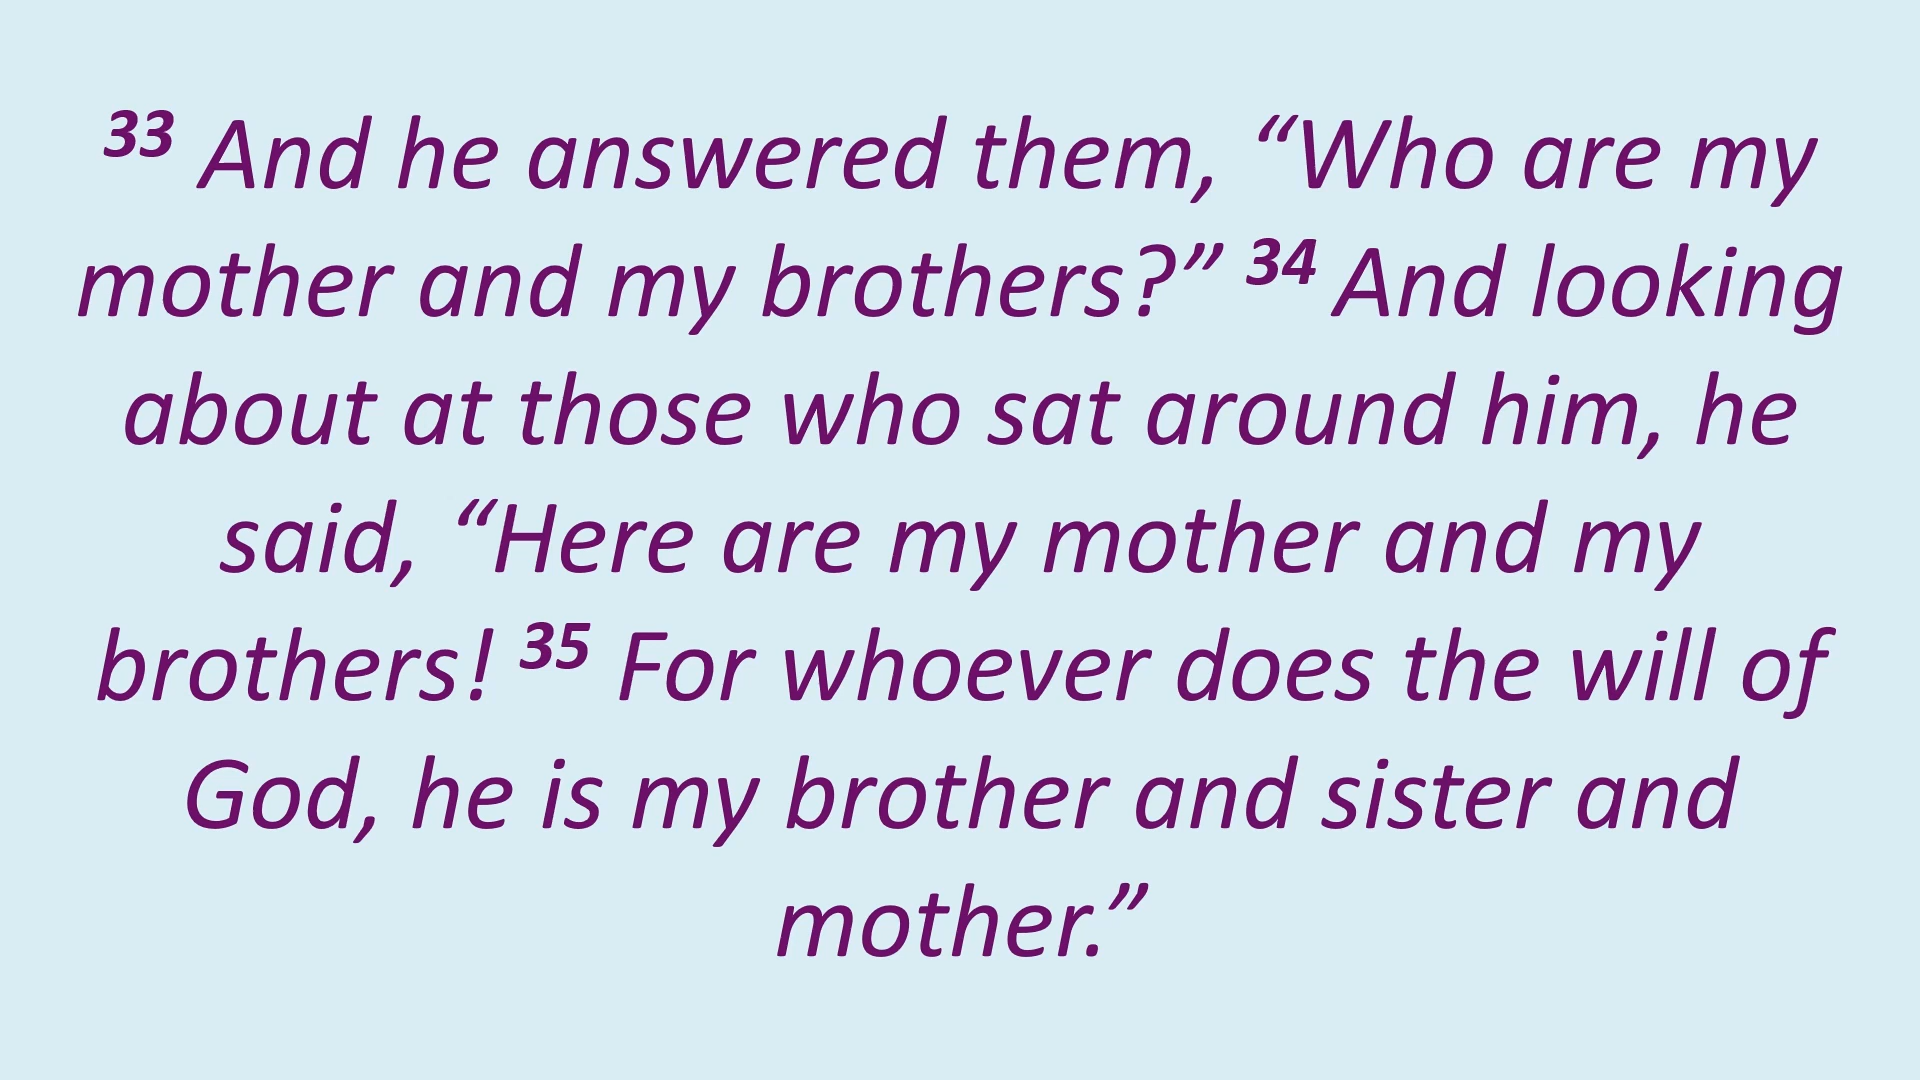 33 And he answered them, “Who are my
mother and my brothers?” 34 And looking
about at those who sat around him, he
said, “Here are my mother and my
brothers! 35 For whoever does the will of
God, he is my brother and sister and
mother.”